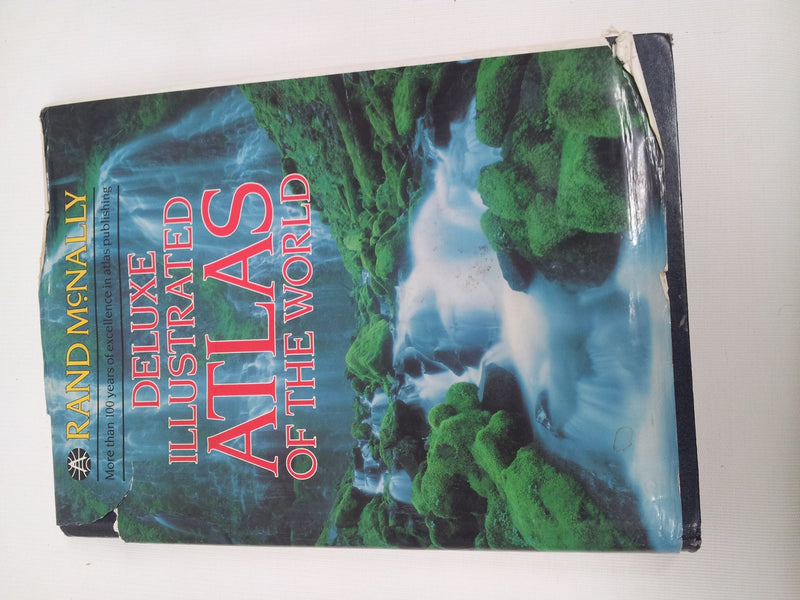 RAND McNALLY
More than 100 years of excellence in atlas publishing
DELUXE
ILLUSTRATED
ATLAS
OF THE WORLD